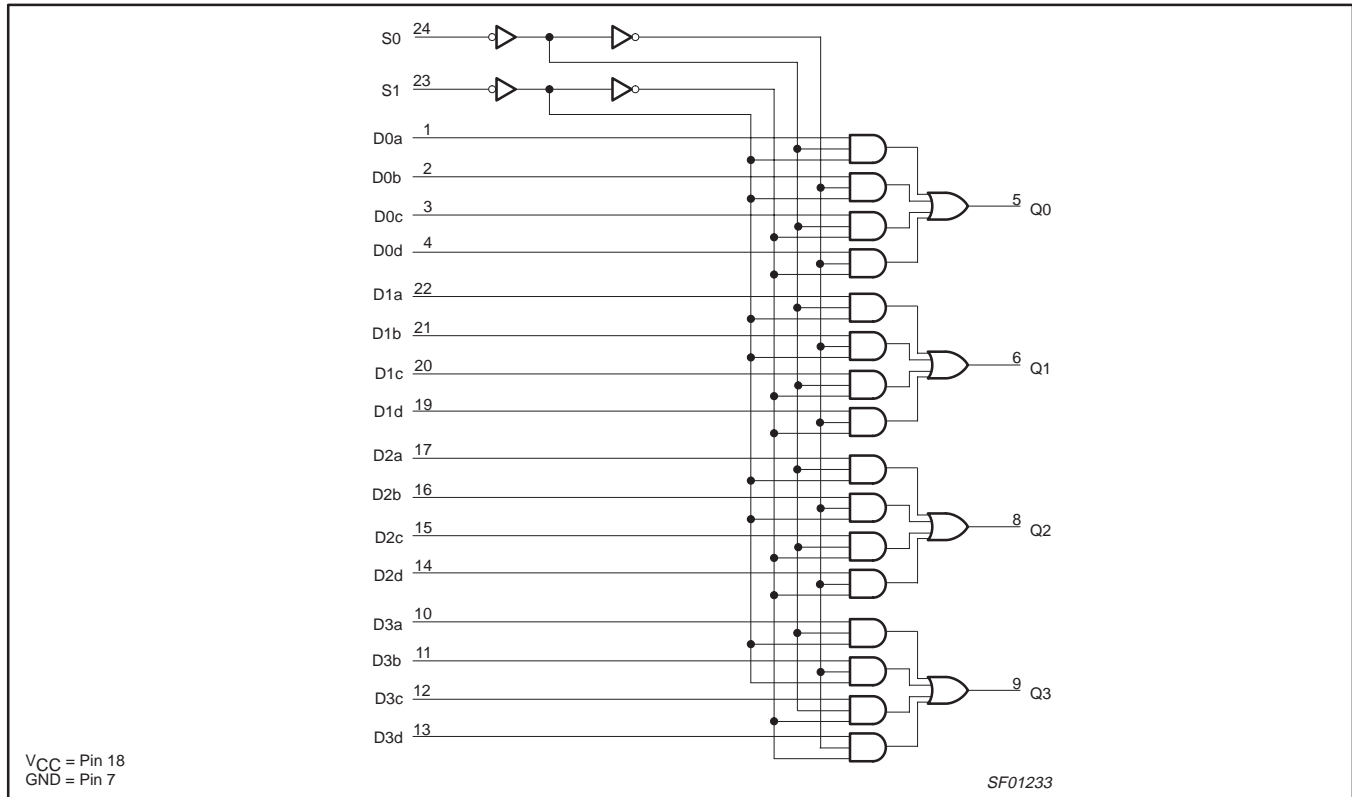 S0 24
S1 23
D0a 1
D0b 2
D0c 3
D0d 4
5 Q0
D1a 22
D1b 21
D1c 20
D1d 19
6 Q1
D2a 17
D2b 16
D2c 15
D2d 14
8 Q2
D3a 10
D3b 11
D3c 12
D3d 13
9 Q3
VCC = Pin 18
GND = Pin 7
SF01233